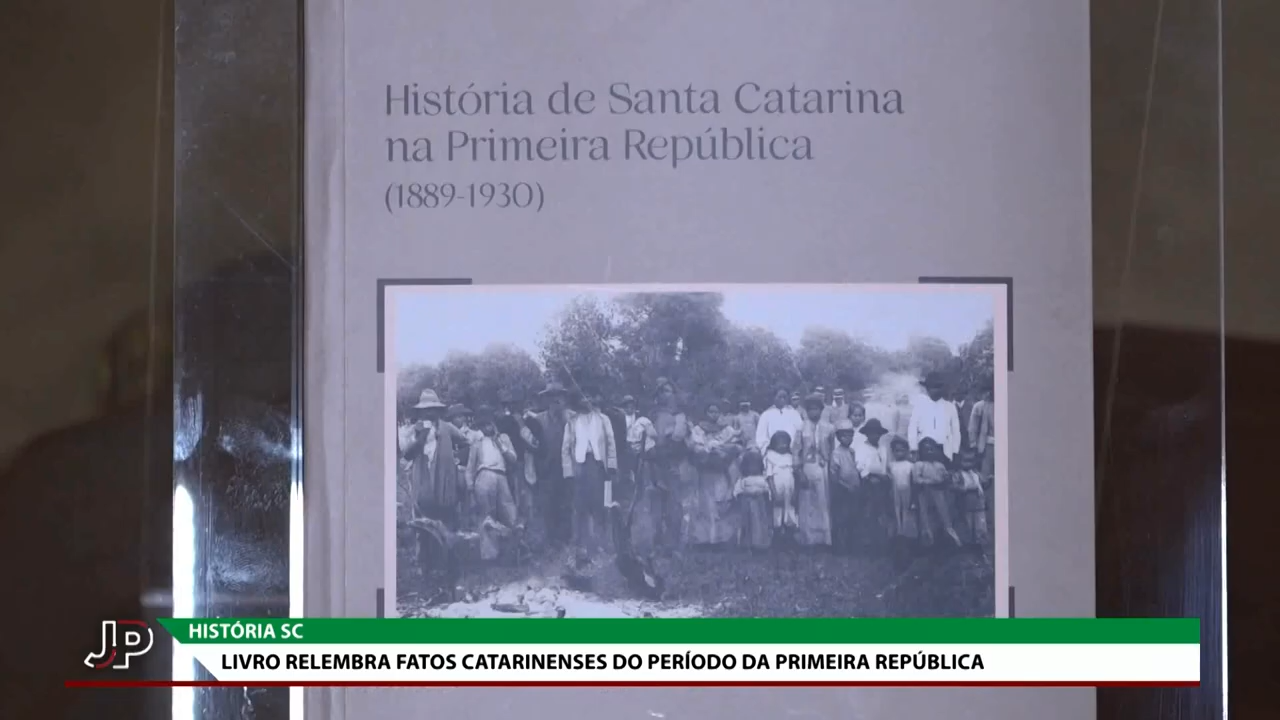 História de Santa Catarina
na Primeira República
(1889-1930)
JP
HISTÓRIA SC
LIVRO RELEMBRA FATOS CATARINENSES DO PERÍODO DA PRIMEIRA REPÚBLICA